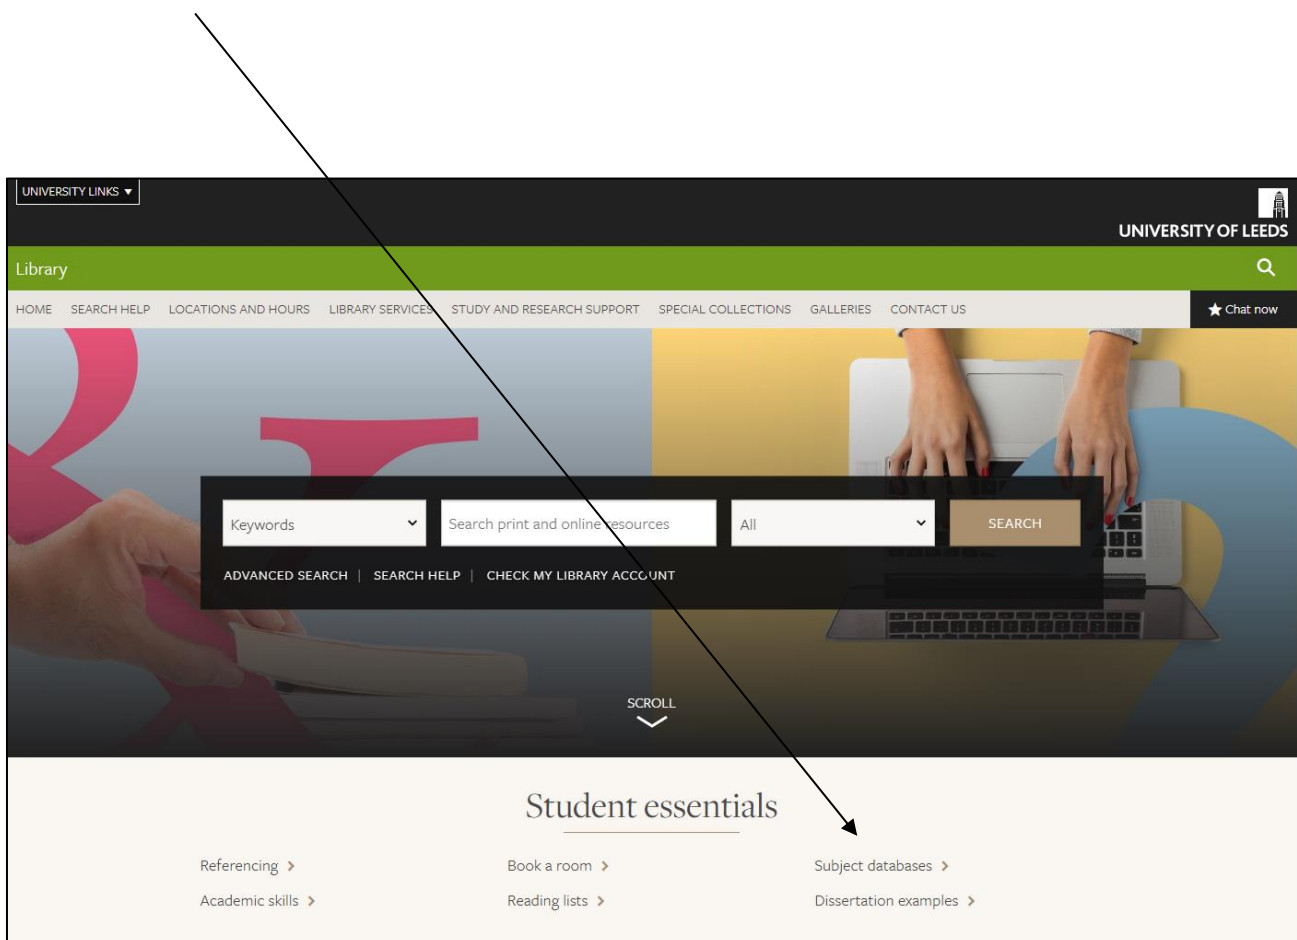 UNIVERSITY LINKS ▼
UNIVERSITY OF LEEDS
Library
HOME SEARCH HELP LOCATIONS AND HOURS LIBRARY SERVICES STUDY AND RESEARCH SUPPORT SPECIAL COLLECTIONS GALLERIES CONTACT US ★ Chat now
Keywords Search print and online resources All SEARCH
ADVANCED SEARCH | SEARCH HELP | CHECK MY LIBRARY ACCOUNT
SCROLL
Student essentials
Referencing > Book a room > Subject databases >
Academic skills > Reading lists > Dissertation examples >